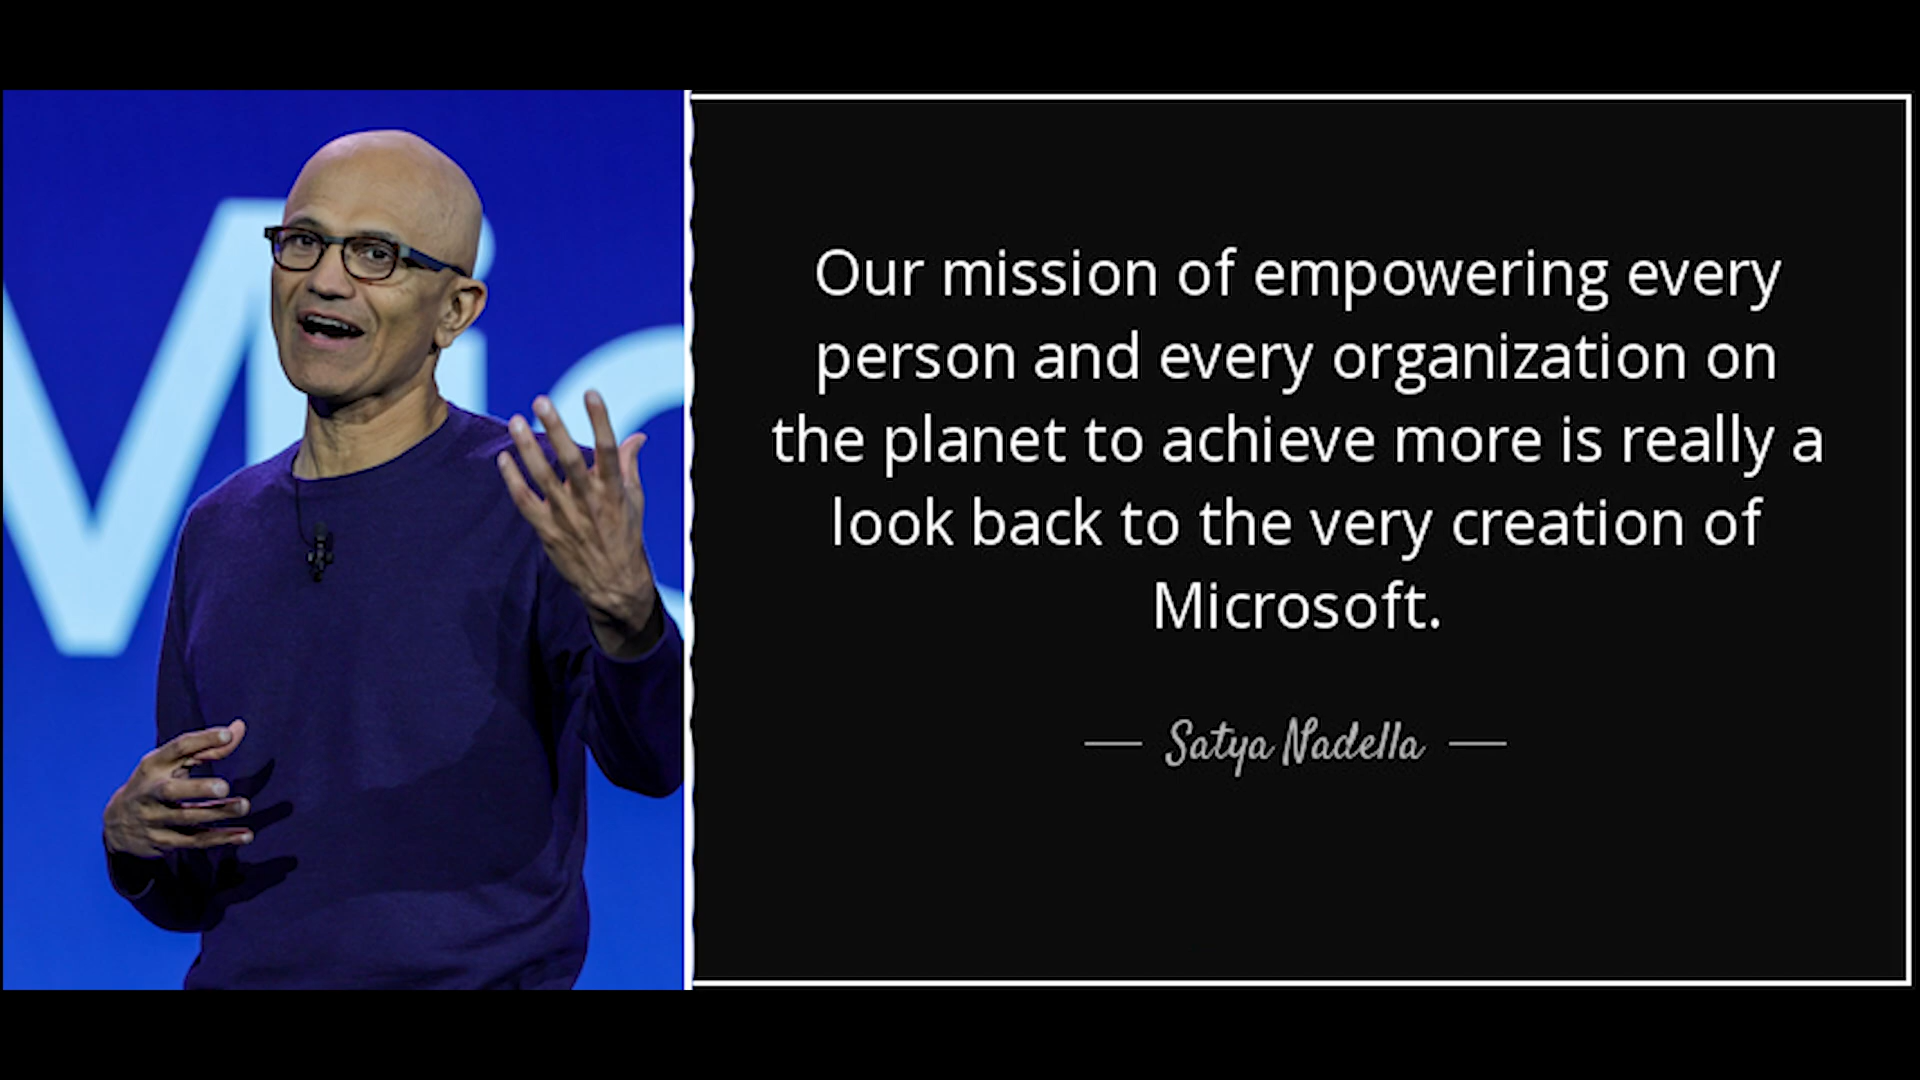 Mic
Our mission of empowering every
person and every organization on
the planet to achieve more is really a
look back to the very creation of
Microsoft.
— Satya Nadella —